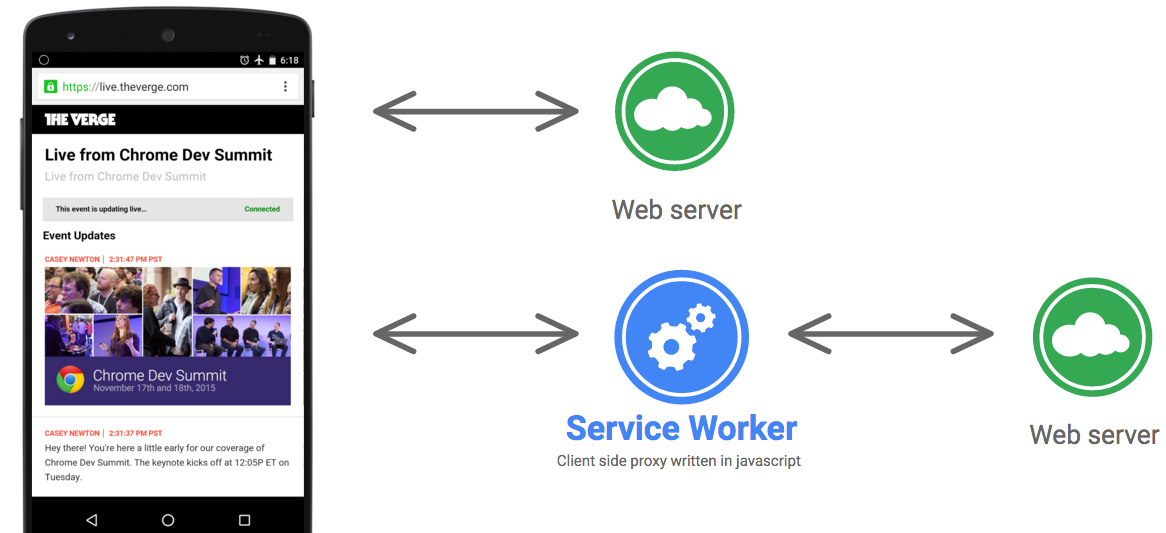 6:18
https://live.theverge.com
THE VERGE
Live from Chrome Dev Summit
Live from Chrome Dev Summit
This event is updating live... Connected
Event Updates
CASEY NEWTON | 2:31:47 PM PST
Chrome Dev Summit
November 17th and 18th, 2015
CASEY NEWTON | 2:31:37 PM PST
Hey there! You're here a little early for our coverage of
Chrome Dev Summit. The keynote kicks off at 12:05P ET on
Tuesday.
Web server
Service Worker
Client side proxy written in javascript
Web server